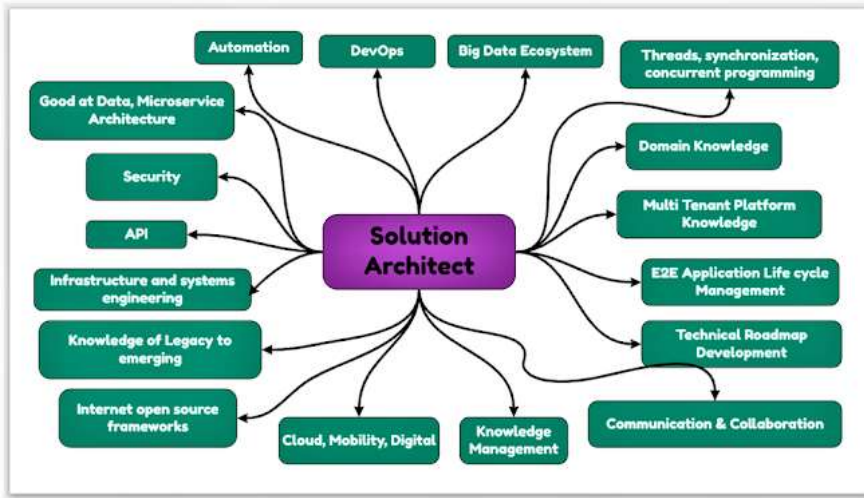 Automation
DevOps
Big Data Ecosystem
Threads, synchronization,
concurrent programming
Good at Data, Microservice
Architecture
Domain Knowledge
Security
Multi Tenant Platform
Knowledge
API
Solution
Architect
E2E Application Life cycle
Management
Infrastructure and systems
engineering
Technical Roadmap
Development
Knowledge of Legacy to
emerging
Internet open source
frameworks
Cloud, Mobility, Digital
Knowledge
Management
Communication & Collaboration